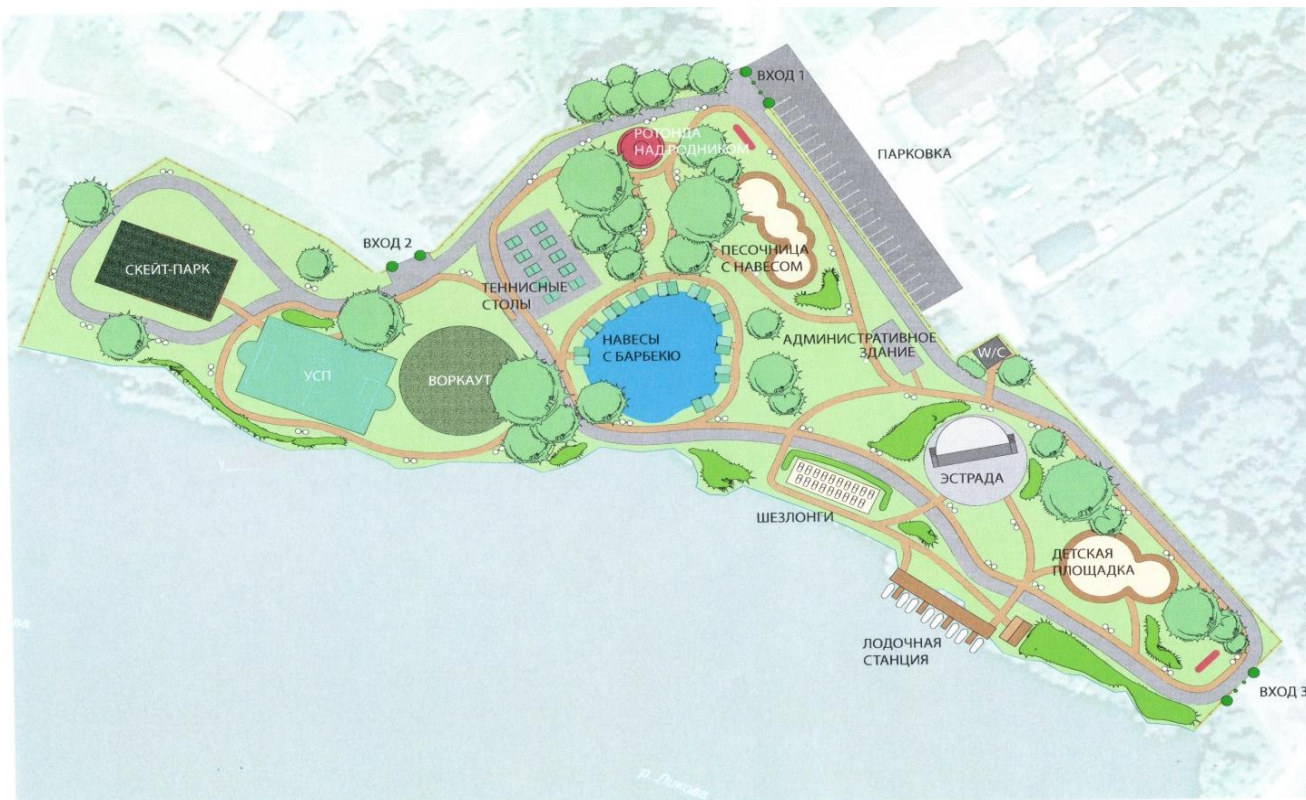 ВХОД 1
РОТОНДА
НАД РОДНИКОМ
ПАРКОВКА
ВХОД 2
ПЕСОЧНИЦА
С НАВЕСОМ
СКЕЙТ-ПАРК
ТЕННИСНЫЕ
СТОЛЫ
НАВЕСЫ
С БАРБЕКЮ
АДМИНИСТРАТИВНОЕ
ЗДАНИЕ
W/C
УСП
ВОРКАУТ
ЭСТРАДА
ШЕЗЛОНГИ
ДЕТСКАЯ
ПЛОЩАДКА
ЛОДОЧНАЯ
СТАНЦИЯ
ВХОД 3
р. Ликова